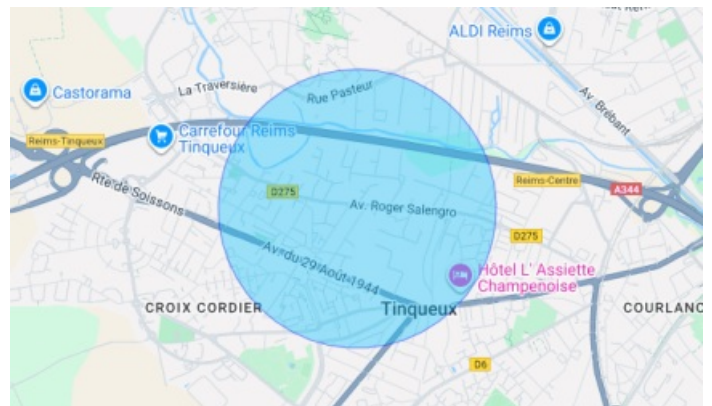 ALDI Reims
Castorama
La Traversière
Rue Pasteur
Av. Brébant
Carrefour Reims
Tinqueux
Reims-Tinqueux
Rte de Soissons
D275
Reims-Centre
A344
Av. Roger Salengro
D275
Av. du 29 Août 1944
Hôtel L' Assiette
Champenoise
CROIX CORDIER
Tinqueux
COURLANC
D6